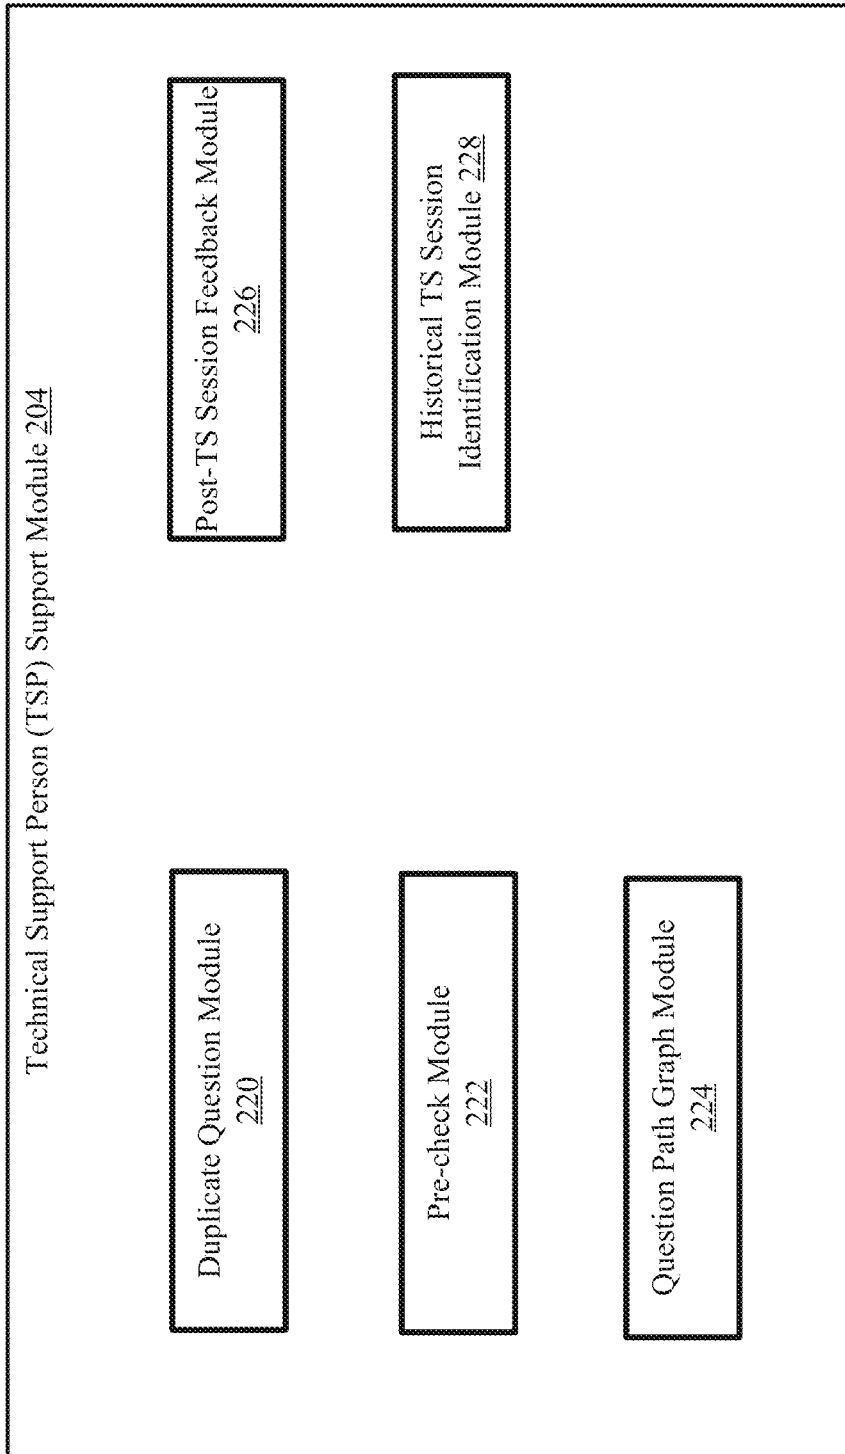 Technical Support Person (TSP) Support Module 204
Duplicate Question Module
220
Pre-check Module
222
Question Path Graph Module
224
Post-TS Session Feedback Module
226
Historical TS Session
Identification Module 228